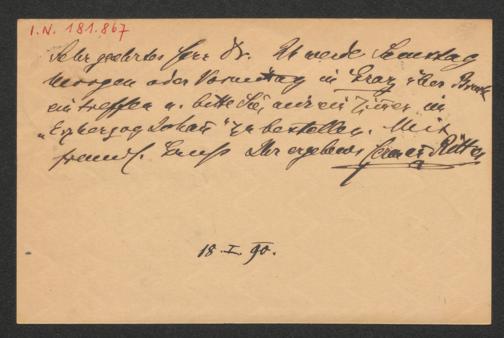 I.N. 181.867
Sehr geehrter Herr Dr. Ich werde Samstag
morgen oder Vormittag in Graz über Bruck
eintreffen u. bitte Sie, mir ein Zimmer im
„Erzherzog Johann" zu bestellen. Mit
freundl. Gruß Ihr ergebenst
18.I.90.